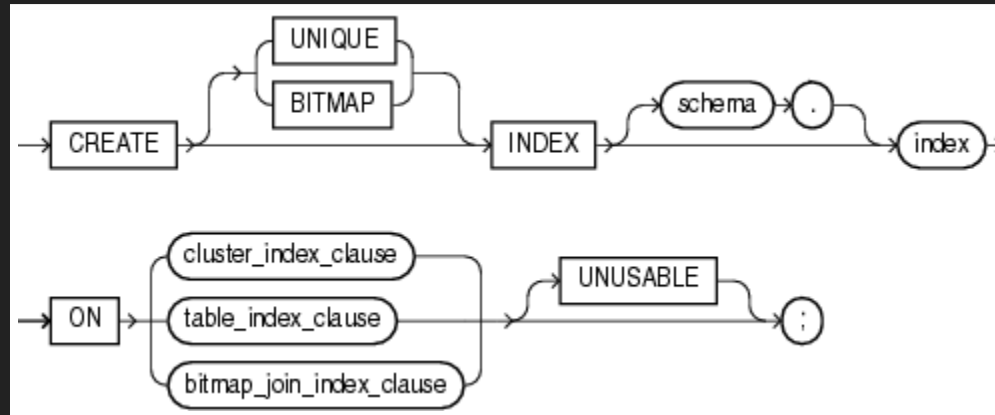 UNIQUE
BITMAP
CREATE INDEX schema . index
ON cluster_index_clause
table_index_clause
bitmap_join_index_clause
UNUSABLE
;